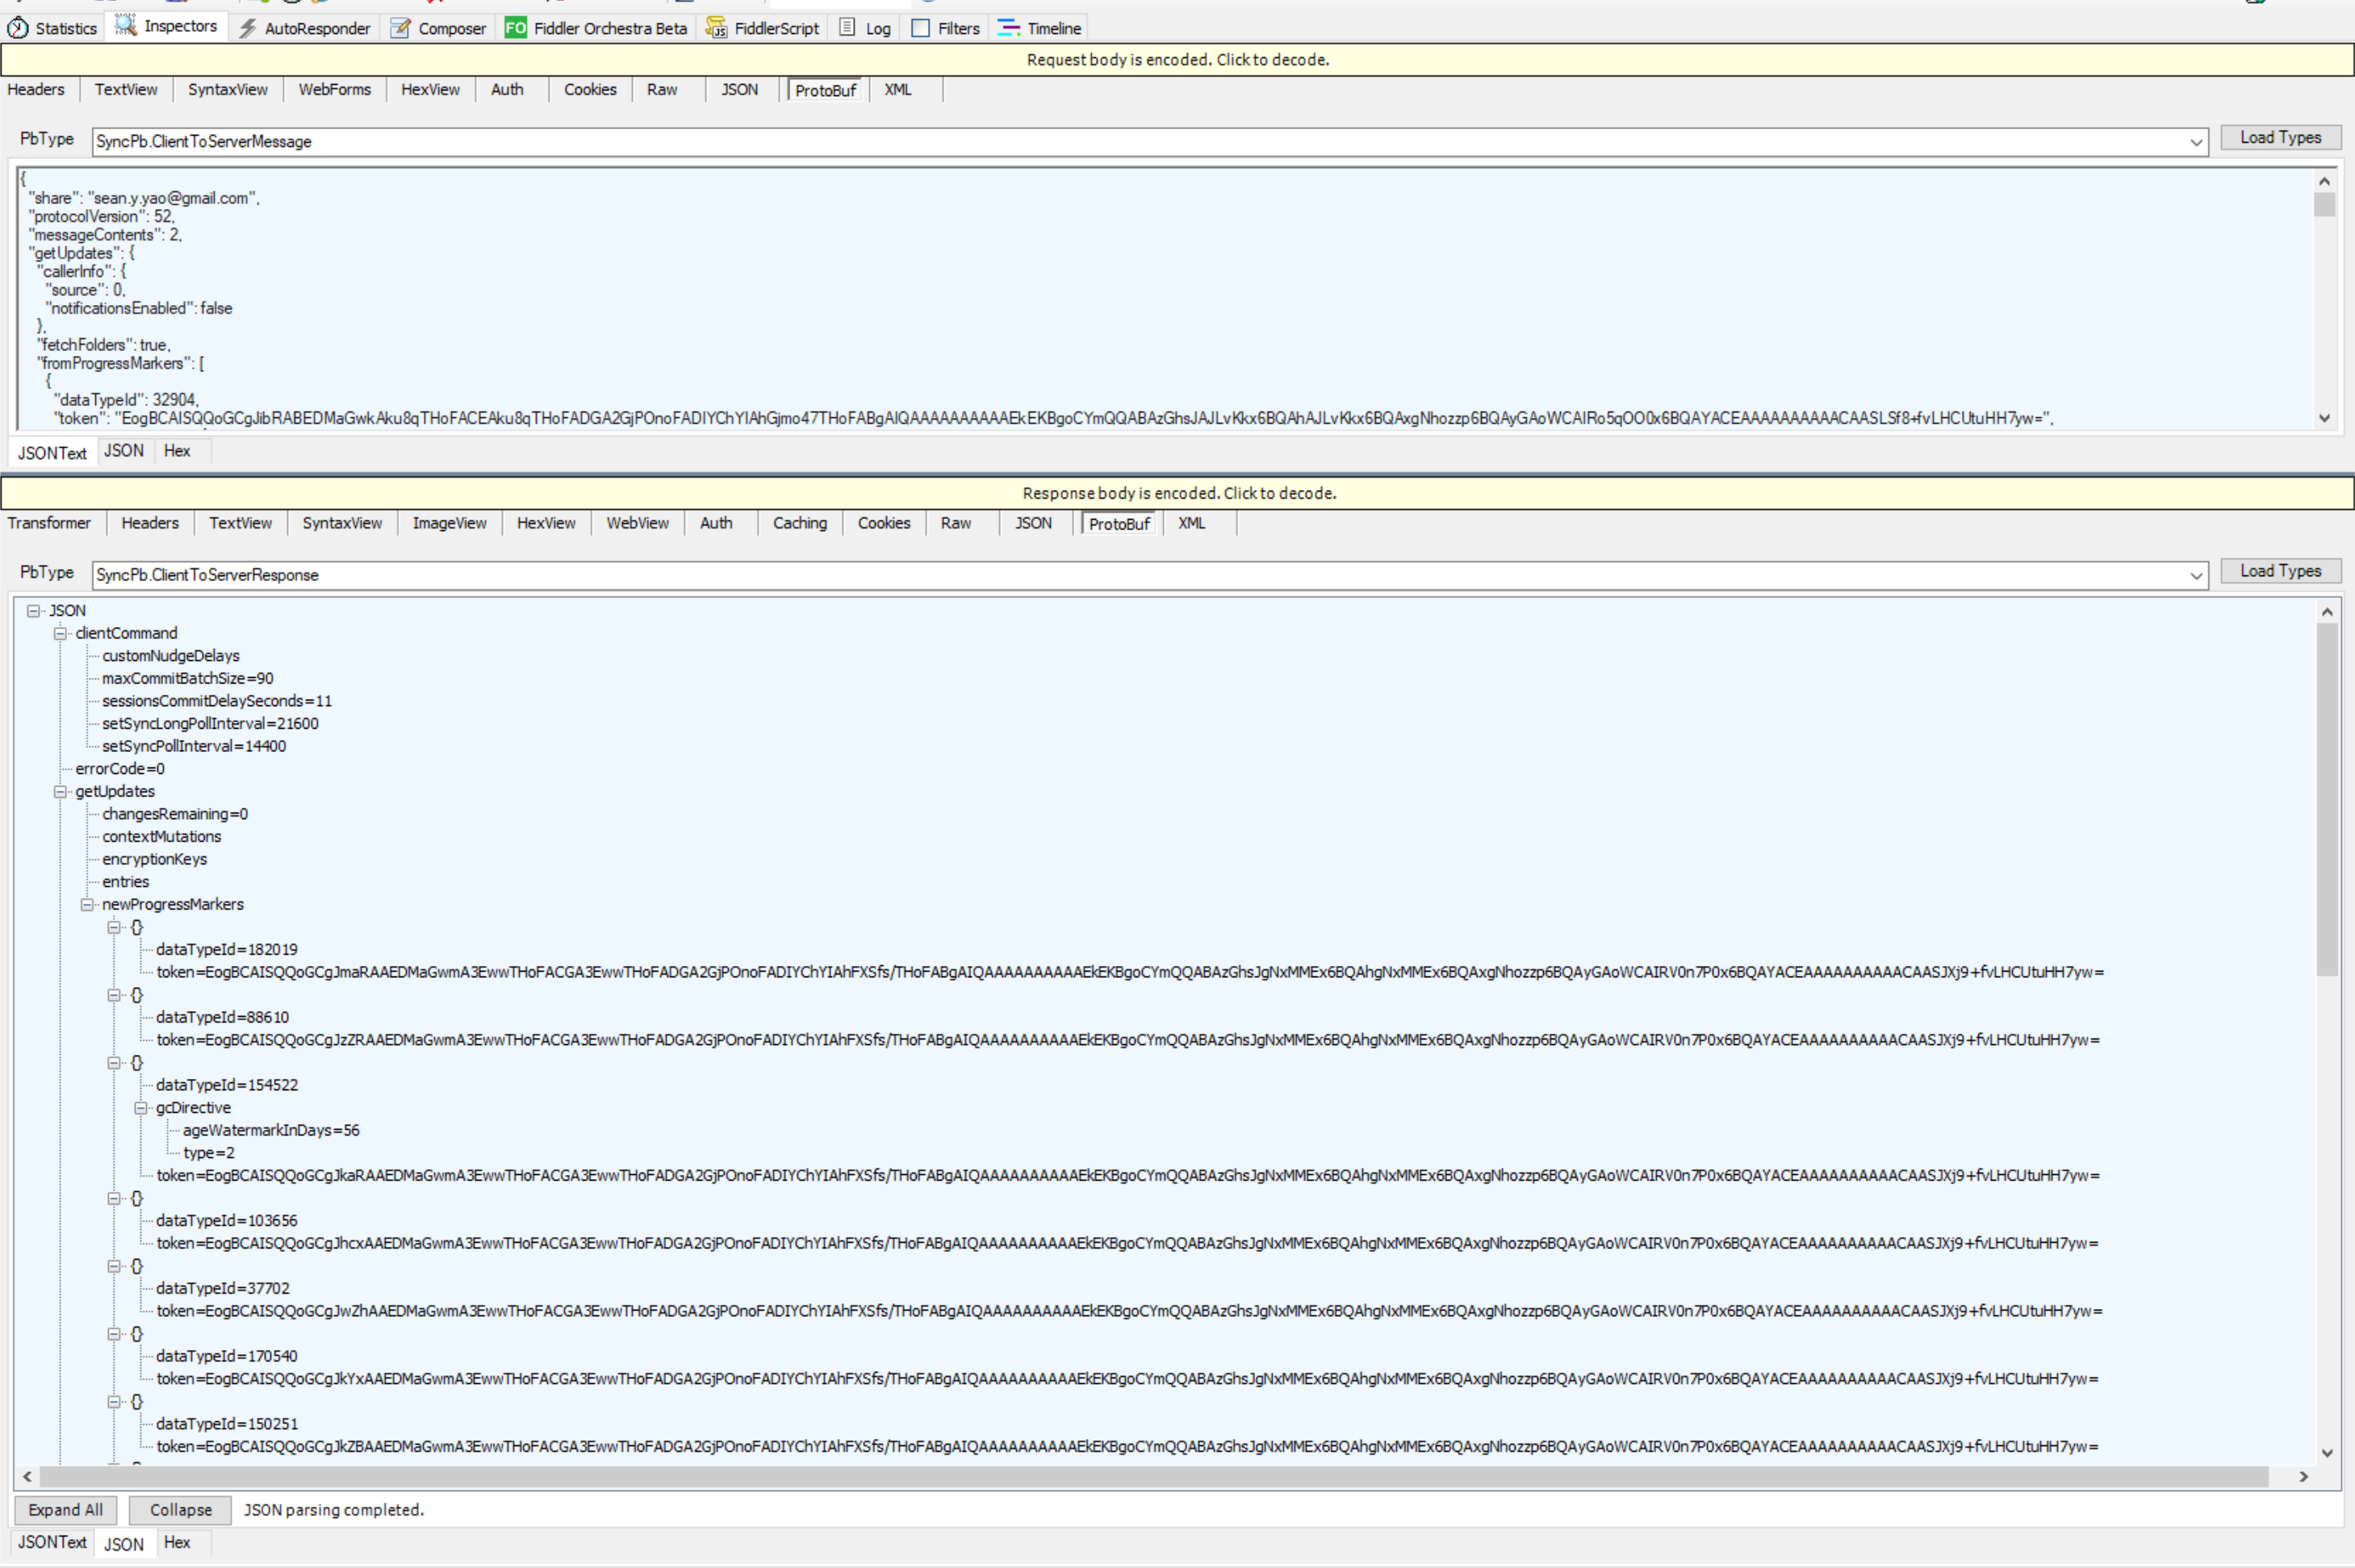 Statistics Inspectors AutoResponder Composer FO Fiddler Orchestra Beta JS FiddlerScript Log Filters Timeline
Request body is encoded. Click to decode.
Headers TextView SyntaxView WebForms HexView Auth Cookies Raw JSON ProtoBuf XML
PbType SyncPb.ClientToServerMessage Load Types
{
"share": "sean.y.yao@gmail.com",
"protocolVersion": 52,
"messageContents": 2,
"getUpdates": {
"callerInfo": {
"source": 0,
"notificationsEnabled": false
},
"fetchFolders": true,
"fromProgressMarkers": [
{
"dataTypeId": 32904,
"token": "EogBCAISQQoGCgJibRABEDMaGwkAku8qTHoFACEAku8qTHoFADGA2GjPOnoFADIYChYIAhGjmo47THoFABgAIQAAAAAAAAAAEkEKBgoCYmQQABAzGhsJAJLvKkx6BQAhAJLvKkx6BQAxgNhozzp6BQAyGAoWCAIRo5qOO0x6BQAYACEAAAAAAAAAACAASLSf8+fvLHCUtuHH7yw=",
JSONText JSON Hex
Response body is encoded. Click to decode.
Transformer Headers TextView SyntaxView ImageView HexView WebView Auth Caching Cookies Raw JSON ProtoBuf XML
PbType SyncPb.ClientToServerResponse Load Types
JSON
clientCommand
customNudgeDelays
maxCommitBatchSize=90
sessionsCommitDelaySeconds=11
setSyncLongPollInterval=21600
setSyncPollInterval=14400
errorCode=0
getUpdates
changesRemaining=0
contextMutations
encryptionKeys
entries
newProgressMarkers
{}
dataTypeId=182019
token=EogBCAISQQoGCgJmaRAAEDMaGwmA3EwwTHoFACGA3EwwTHoFADGA2GjPOnoFADIYChYIAhFXSfs/THoFABgAIQAAAAAAAAAAEkEKBgoCYmQQABAzGhsJgNxMMEx6BQAhgNxMMEx6BQAxgNhozzp6BQAyGAoWCAIRV0n7P0x6BQAYACEAAAAAAAAAACAASJXj9+fvLHCUtuHH7yw=
{}
dataTypeId=88610
token=EogBCAISQQoGCgJzZRAAEDMaGwmA3EwwTHoFACGA3EwwTHoFADGA2GjPOnoFADIYChYIAhFXSfs/THoFABgAIQAAAAAAAAAAEkEKBgoCYmQQABAzGhsJgNxMMEx6BQAhgNxMMEx6BQAxgNhozzp6BQAyGAoWCAIRV0n7P0x6BQAYACEAAAAAAAAAACAASJXj9+fvLHCUtuHH7yw=
{}
dataTypeId=154522
gcDirective
ageWatermarkInDays=56
type=2
token=EogBCAISQQoGCgJkaRAAEDMaGwmA3EwwTHoFACGA3EwwTHoFADGA2GjPOnoFADIYChYIAhFXSfs/THoFABgAIQAAAAAAAAAAEkEKBgoCYmQQABAzGhsJgNxMMEx6BQAhgNxMMEx6BQAxgNhozzp6BQAyGAoWCAIRV0n7P0x6BQAYACEAAAAAAAAAACAASJXj9+fvLHCUtuHH7yw=
{}
dataTypeId=103656
token=EogBCAISQQoGCgJhcxAAEDMaGwmA3EwwTHoFACGA3EwwTHoFADGA2GjPOnoFADIYChYIAhFXSfs/THoFABgAIQAAAAAAAAAAEkEKBgoCYmQQABAzGhsJgNxMMEx6BQAhgNxMMEx6BQAxgNhozzp6BQAyGAoWCAIRV0n7P0x6BQAYACEAAAAAAAAAACAASJXj9+fvLHCUtuHH7yw=
{}
dataTypeId=37702
token=EogBCAISQQoGCgJwZhAAEDMaGwmA3EwwTHoFACGA3EwwTHoFADGA2GjPOnoFADIYChYIAhFXSfs/THoFABgAIQAAAAAAAAAAEkEKBgoCYmQQABAzGhsJgNxMMEx6BQAhgNxMMEx6BQAxgNhozzp6BQAyGAoWCAIRV0n7P0x6BQAYACEAAAAAAAAAACAASJXj9+fvLHCUtuHH7yw=
{}
dataTypeId=170540
token=EogBCAISQQoGCgJkYxAAEDMaGwmA3EwwTHoFACGA3EwwTHoFADGA2GjPOnoFADIYChYIAhFXSfs/THoFABgAIQAAAAAAAAAAEkEKBgoCYmQQABAzGhsJgNxMMEx6BQAhgNxMMEx6BQAxgNhozzp6BQAyGAoWCAIRV0n7P0x6BQAYACEAAAAAAAAAACAASJXj9+fvLHCUtuHH7yw=
{}
dataTypeId=150251
token=EogBCAISQQoGCgJkZBAAEDMaGwmA3EwwTHoFACGA3EwwTHoFADGA2GjPOnoFADIYChYIAhFXSfs/THoFABgAIQAAAAAAAAAAEkEKBgoCYmQQABAzGhsJgNxMMEx6BQAhgNxMMEx6BQAxgNhozzp6BQAyGAoWCAIRV0n7P0x6BQAYACEAAAAAAAAAACAASJXj9+fvLHCUtuHH7yw=
Expand All Collapse JSON parsing completed.
JSONText JSON Hex